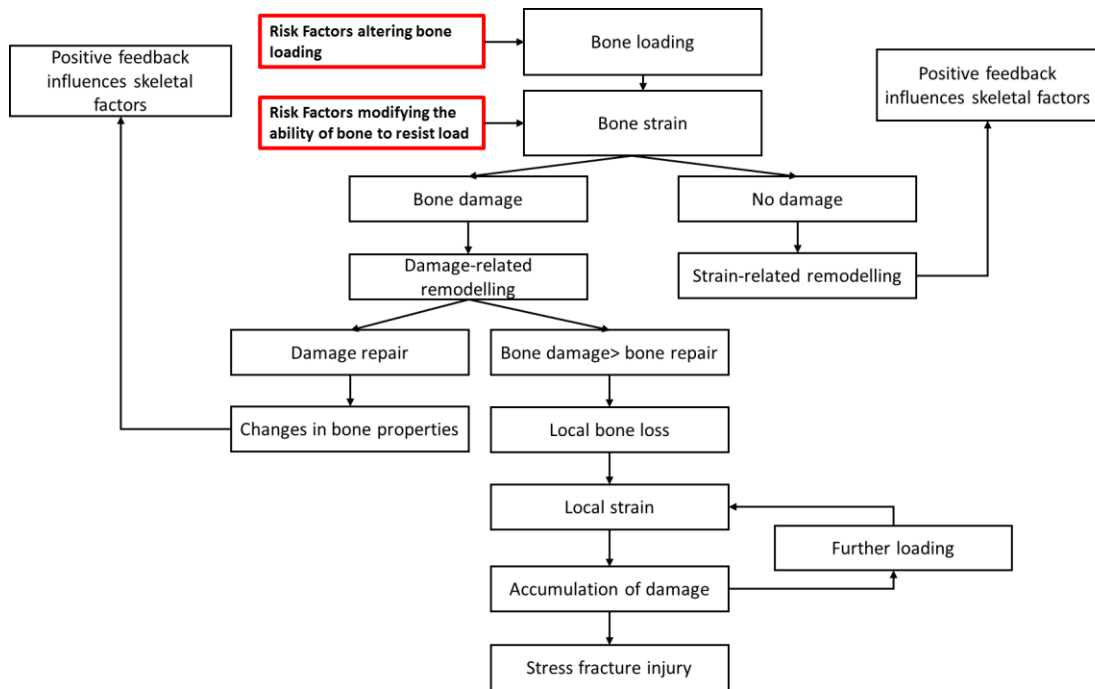 Risk Factors altering bone
loading
Bone loading
Positive feedback
influences skeletal
factors
Positive feedback
influences skeletal factors
Risk Factors modifying the
ability of bone to resist load
Bone strain
Bone damage
No damage
Damage-related
remodelling
Strain-related remodelling
Damage repair
Bone damage> bone repair
Changes in bone properties
Local bone loss
Local strain
Further loading
Accumulation of damage
Stress fracture injury